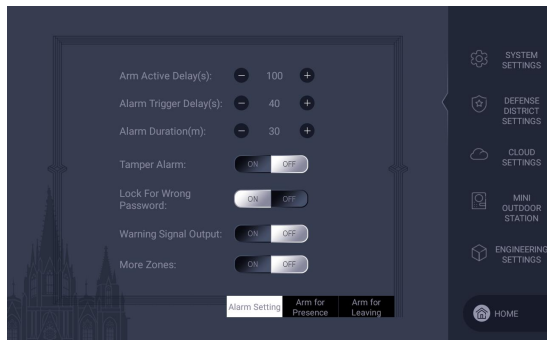 Arm Active Delay(s): − 100 +
Alarm Trigger Delay(s): − 40 +
Alarm Duration(m): − 30 +
Tamper Alarm: ON OFF
Lock For Wrong
Password: ON OFF
Warning Signal Output: ON OFF
More Zones: ON OFF
Alarm Setting
Arm for
Presence
Arm for
Leaving
SYSTEM
SETTINGS
DEFENSE
DISTRICT
SETTINGS
CLOUD
SETTINGS
MINI
OUTDOOR
STATION
ENGINEERING
SETTINGS
HOME